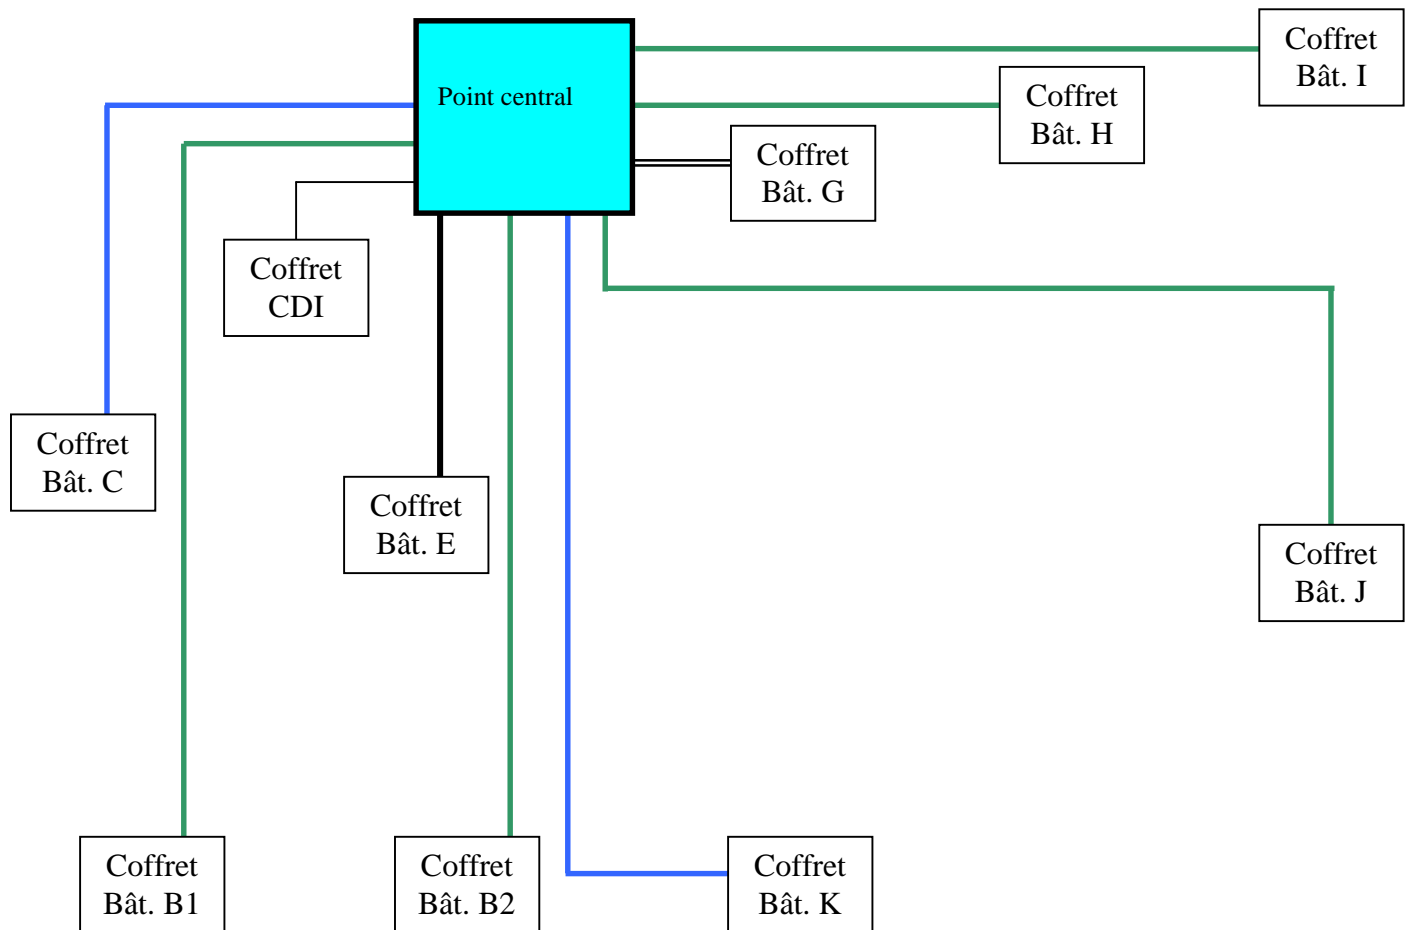 Coffret
Bât. I
Point central
Coffret
Bât. H
Coffret
Bât. G
Coffret
CDI
Coffret
Bât. C
Coffret
Bât. E
Coffret
Bât. J
Coffret
Bât. B1
Coffret
Bât. B2
Coffret
Bât. K